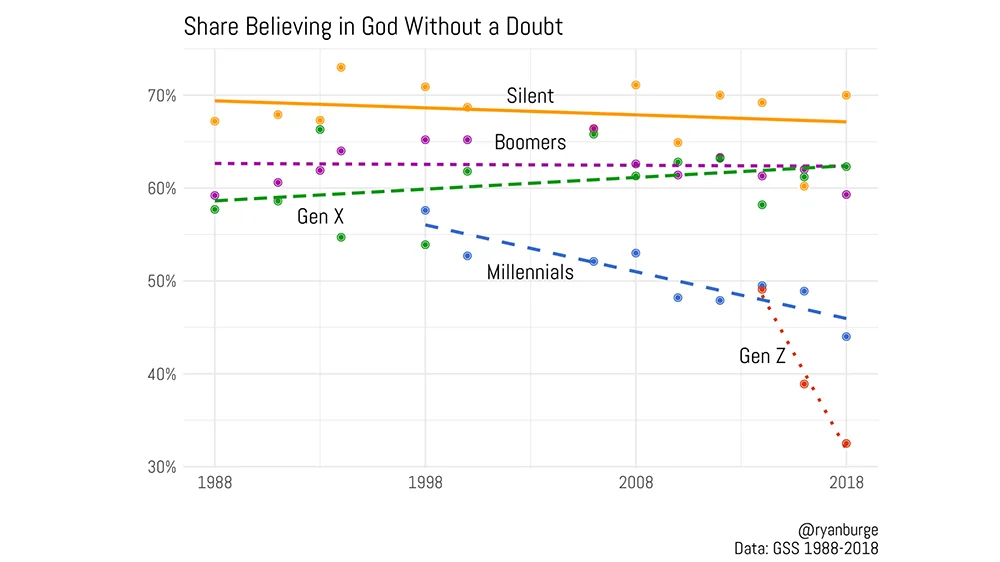 Share Believing in God Without a Doubt
70%
60%
50%
40%
30%
Silent
Boomers
Gen X
Millennials
Gen Z
1988
1998
2008
2018
@ryanburge
Data: GSS 1988-2018